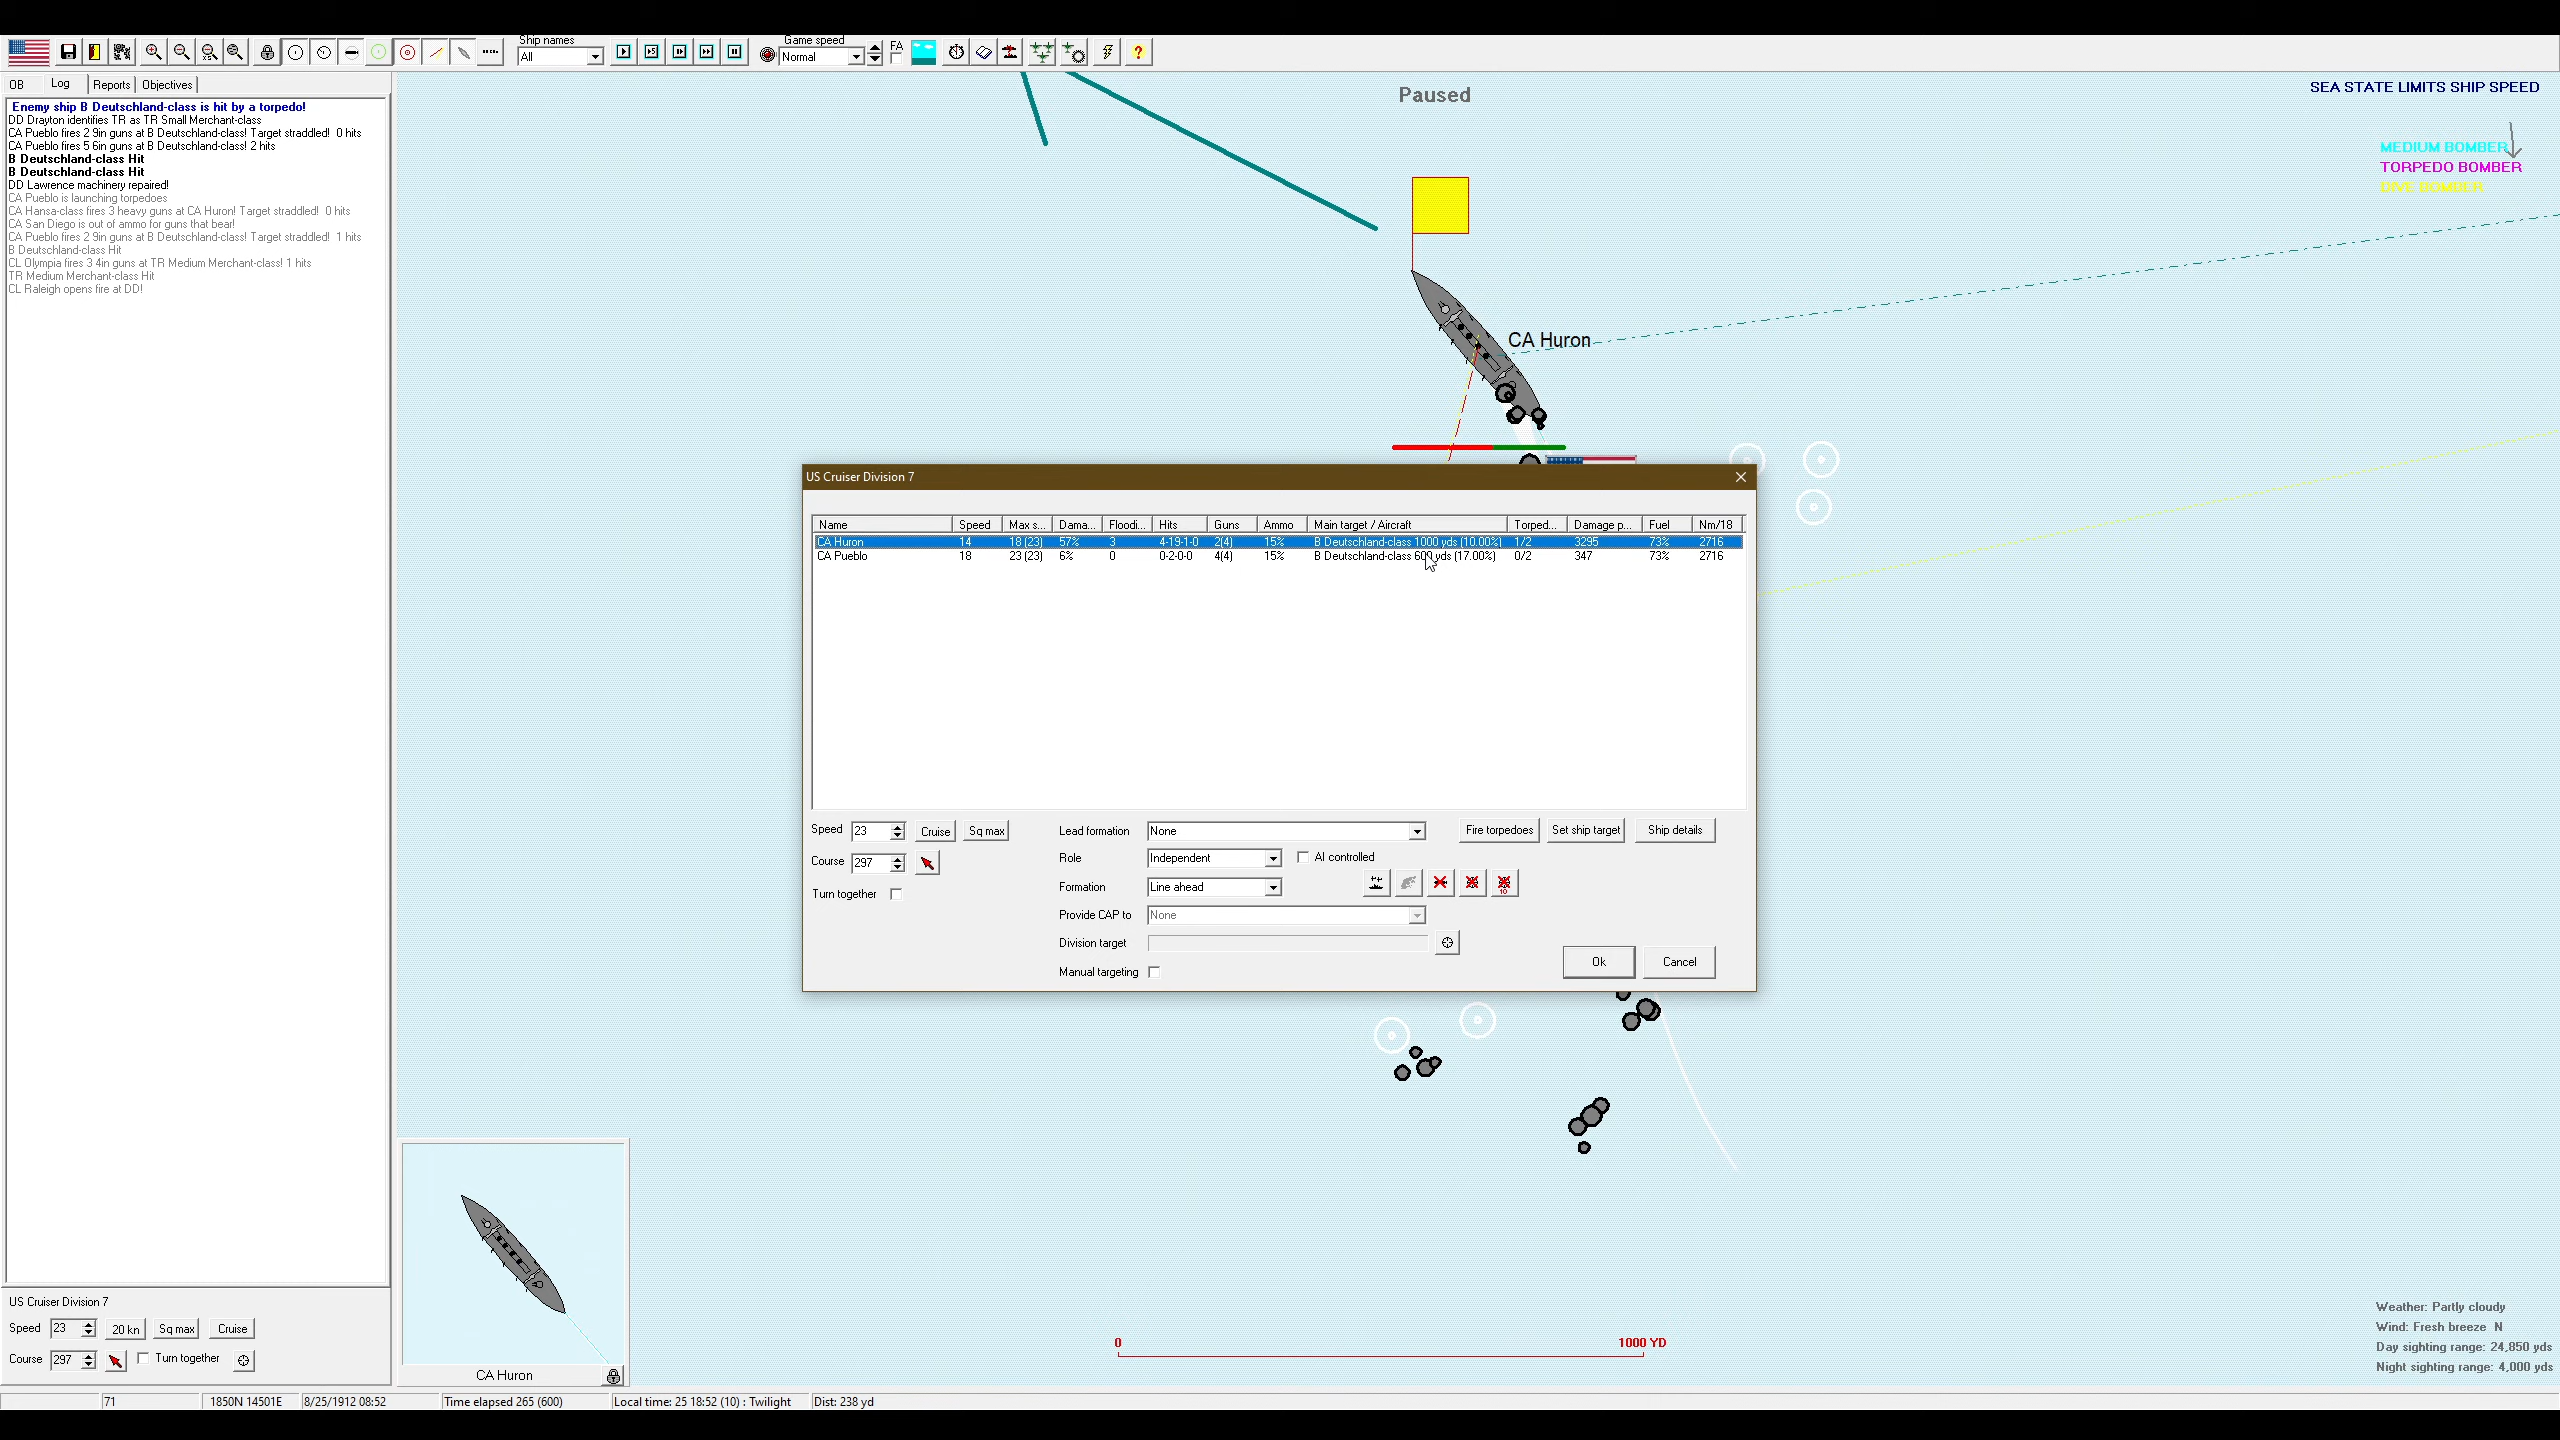 Ship names
All
Game speed
Normal
FA
OB Log Reports Objectives
Enemy ship B Deutschland-class is hit by a torpedo!
DD Drayton identifies TR as TR Small Merchant-class
CA Pueblo fires 2 9in guns at B Deutschland-class! Target straddled! 0 hits
CA Pueblo fires 5 6in guns at B Deutschland-class! 2 hits
B Deutschland-class Hit
B Deutschland-class Hit
DD Lawrence machinery repaired!
CA Pueblo is launching torpedoes
CA Hansa-class fires 3 heavy guns at CA Huron! Target straddled! 0 hits
CA San Diego is out of ammo for guns that bear!
CA Pueblo fires 2 9in guns at B Deutschland-class! Target straddled! 1 hits
B Deutschland-class Hit
CL Olympia fires 3 4in guns at TR Medium Merchant-class! 1 hits
TR Medium Merchant-class Hit
CL Raleigh opens fire at DD!
Paused
SEA STATE LIMITS SHIP SPEED
MEDIUM BOMBER
TORPEDO BOMBER
DIVE BOMBER
CA Huron
US Cruiser Division 7
Name Speed Max s... Dama... Floodi... Hits Guns Ammo Main target / Aircraft Torped... Damage p... Fuel Nm/18
CA Huron 14 18 (23) 57% 3 4-19-1-0 2(4) 15% B Deutschland-class 1000 yds (10.00%) 1/2 3295 73% 2716
CA Pueblo 18 23 (23) 6% 0 0-2-0-0 4(4) 15% B Deutschland-class 600 yds (17.00%) 0/2 347 73% 2716
Speed 23 Cruise Sq max
Course 297
Turn together
Lead formation None
Role Independent AI controlled
Formation Line ahead
Provide CAP to None
Division target
Manual targeting
Fire torpedoes Set ship target Ship details
10
Ok Cancel
US Cruiser Division 7
Speed 23 20 kn Sq max Cruise
Course 297 Turn together
CA Huron
0 1000 YD
Weather: Partly cloudy
Wind: Fresh breeze N
Day sighting range: 24,850 yds
Night sighting range: 4,000 yds
71 1850N 14501E 8/25/1912 08:52 Time elapsed 265 (600) Local time: 25 18:52 (10) : Twilight Dist: 238 yd